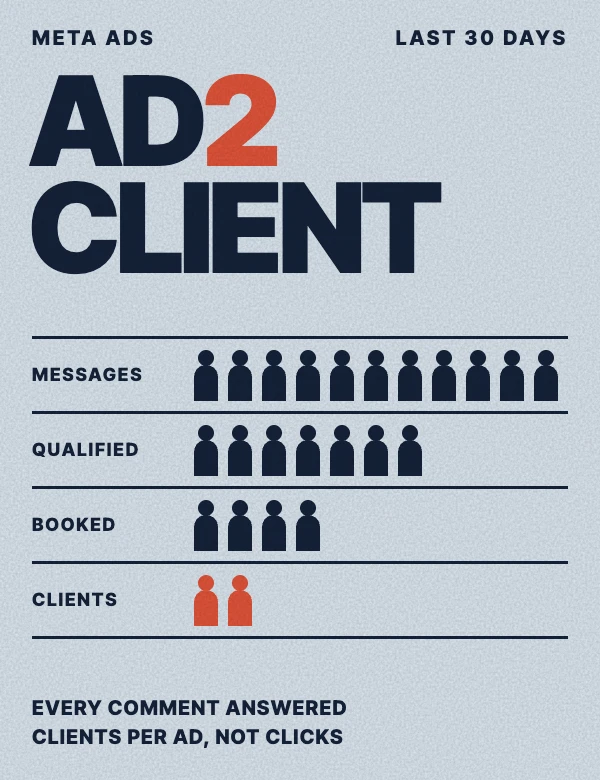 META ADS
LAST 30 DAYS
AD2
CLIENT
MESSAGES
QUALIFIED
BOOKED
CLIENTS
EVERY COMMENT ANSWERED
CLIENTS PER AD, NOT CLICKS